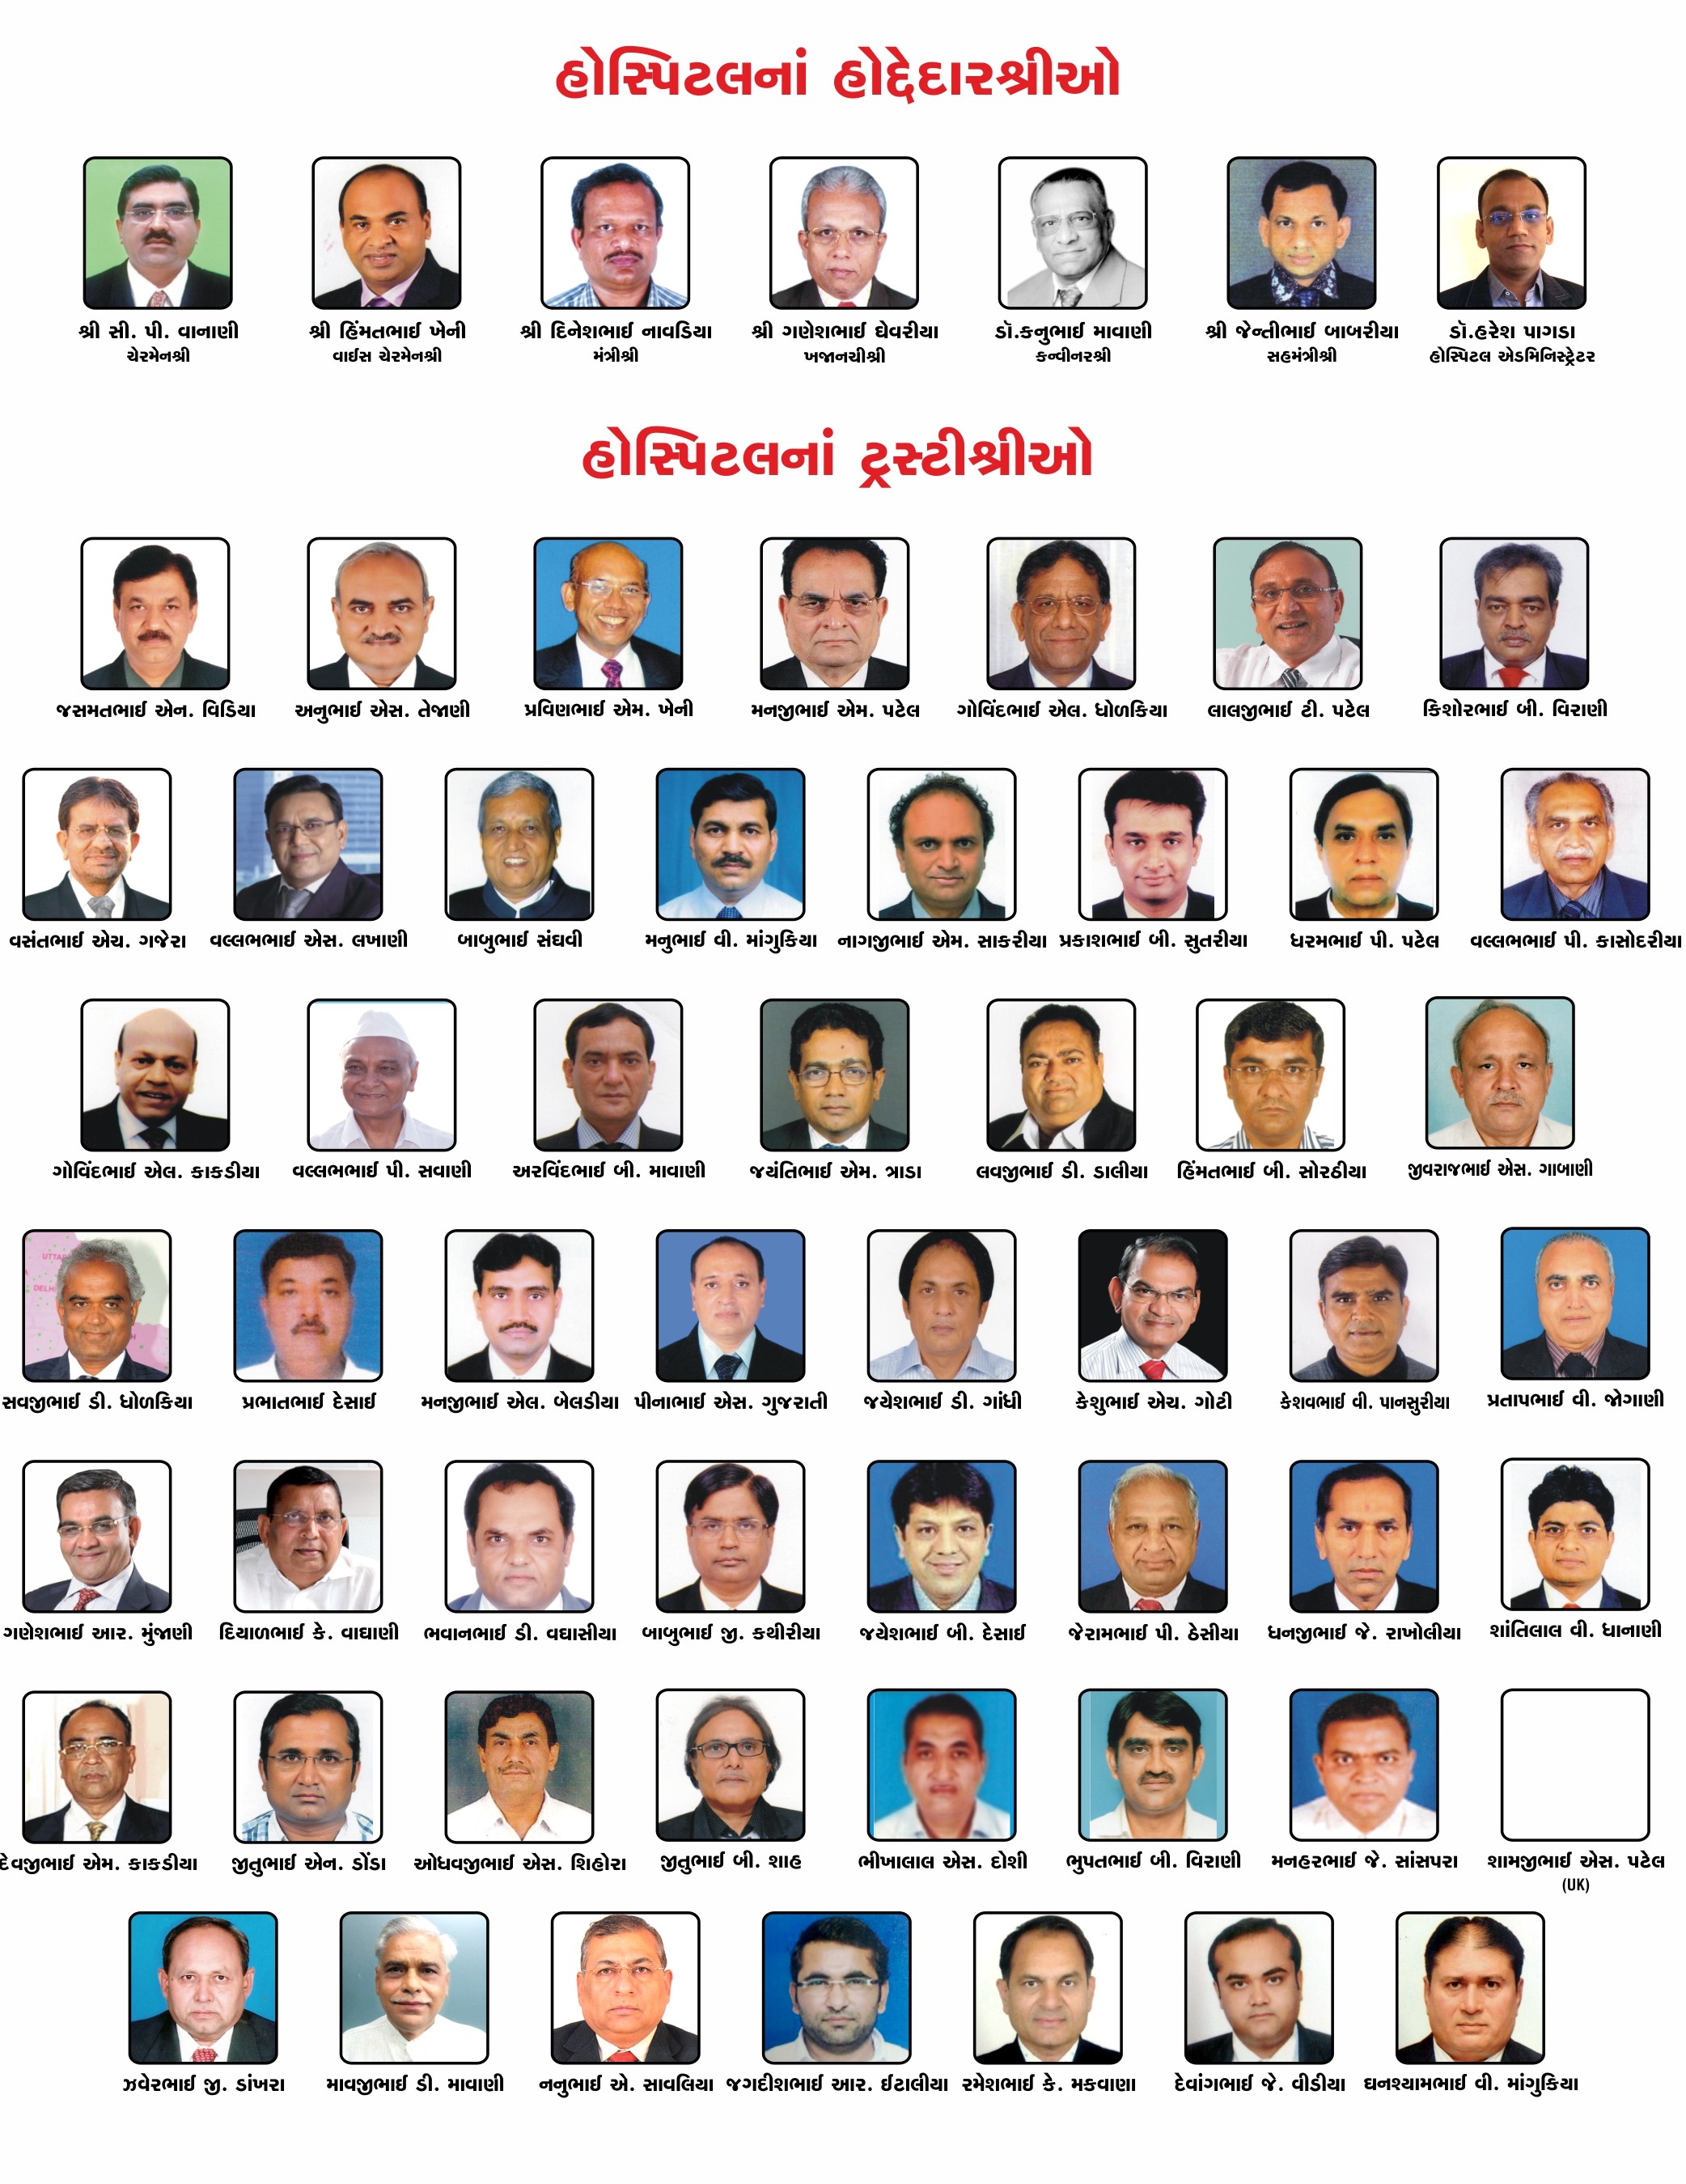 હોસ્પિટલનાં હોદ્દેદારશ્રીઓ
શ્રી સી. પી. વાનાણી શ્રી હિંમતભાઈ ખેની શ્રી દિનેશભાઈ નાવડિયા શ્રી ગણેશભાઈ ઘેવરીયા ડૉ.કનુભાઈ માવાણી શ્રી જેન્તીભાઈ બાબરીયા ડૉ.હરેશ પાગડા
ચેરમેનશ્રી વાઈસ ચેરમેનશ્રી મંત્રીશ્રી ખજાનચીશ્રી કન્વીનરશ્રી સહમંત્રીશ્રી હોસ્પિટલ એડમિનિસ્ટ્રેટર
હોસ્પિટલનાં ટ્રસ્ટીશ્રીઓ
જસમતભાઈ એન. વિડિયા અનુભાઈ એસ. તેજાણી પ્રવિણભાઈ એમ. ખેની મનજીભાઈ એમ. પટેલ ગોવિંદભાઈ એલ. ધોળકિયા લાલજીભાઈ ટી. પટેલ કિશોરભાઈ બી. વિરાણી
વસંતભાઈ એચ. ગજેરા વલ્લભભાઈ એસ. લખાણી બાબુભાઈ સંઘવી મનુભાઈ વી. માંગુકિયા નાગજીભાઈ એમ. સાકરીયા પ્રકાશભાઈ બી. સુતરીયા ધરમભાઈ પી. પટેલ વલ્લભભાઈ પી. કાસોદરીયા
ગોવિંદભાઈ એલ. કાકડીયા વલ્લભભાઈ પી. સવાણી અરવિંદભાઈ બી. માવાણી જયંતિભાઈ એમ. ત્રાડા લવજીભાઈ ડી. ડાલીયા હિંમતભાઈ બી. સોરઠીયા જીવરાજભાઈ એસ. ગાબાણી
UTTAR
DELHI
સવજીભાઈ ડી. ધોળકિયા પ્રભાતભાઈ દેસાઈ મનજીભાઈ એલ. બેલડીયા પીનાભાઈ એસ. ગુજરાતી જયેશભાઈ ડી. ગાંધી કેશુભાઈ એચ. ગોટી કેશવભાઈ વી. પાનસુરીયા પ્રતાપભાઈ વી. જોગાણી
ગણેશભાઈ આર. મુંજાણી દિયાળભાઈ કે. વાઘાણી ભવાનભાઈ ડી. વઘાસીયા બાબુભાઈ જી. કથીરીયા જયેશભાઈ બી. દેસાઈ જેરામભાઈ પી. ઠેસીયા ધનજીભાઈ જે. રાખોલીયા શાંતિલાલ વી. ધાનાણી
દેવજીભાઈ એમ. કાકડીયા જીતુભાઈ એન. ડોંડા ઓધવજીભાઈ એસ. શિહોરા જીતુભાઈ બી. શાહ ભીખાલાલ એસ. દોશી ભુપતભાઈ બી. વિરાણી મનહરભાઈ જે. સાંસપરા શામજીભાઈ એસ. પટેલ
(UK)
ઝવેરભાઈ જી. ડાંખરા માવજીભાઈ ડી. માવાણી નનુભાઈ એ. સાવલિયા જગદીશભાઈ આર. ઈટાલીયા રમેશભાઈ કે. મકવાણા દેવાંગભાઈ જે. વીડીયા ઘનશ્યામભાઈ વી. માંગુકિયા